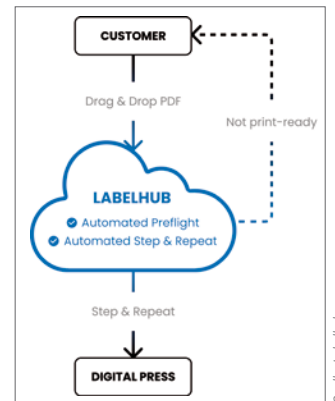 CUSTOMER
Drag & Drop PDF
Not print-ready
LABELHUB
Automated Preflight
Automated Step & Repeat
Step & Repeat
DIGITAL PRESS